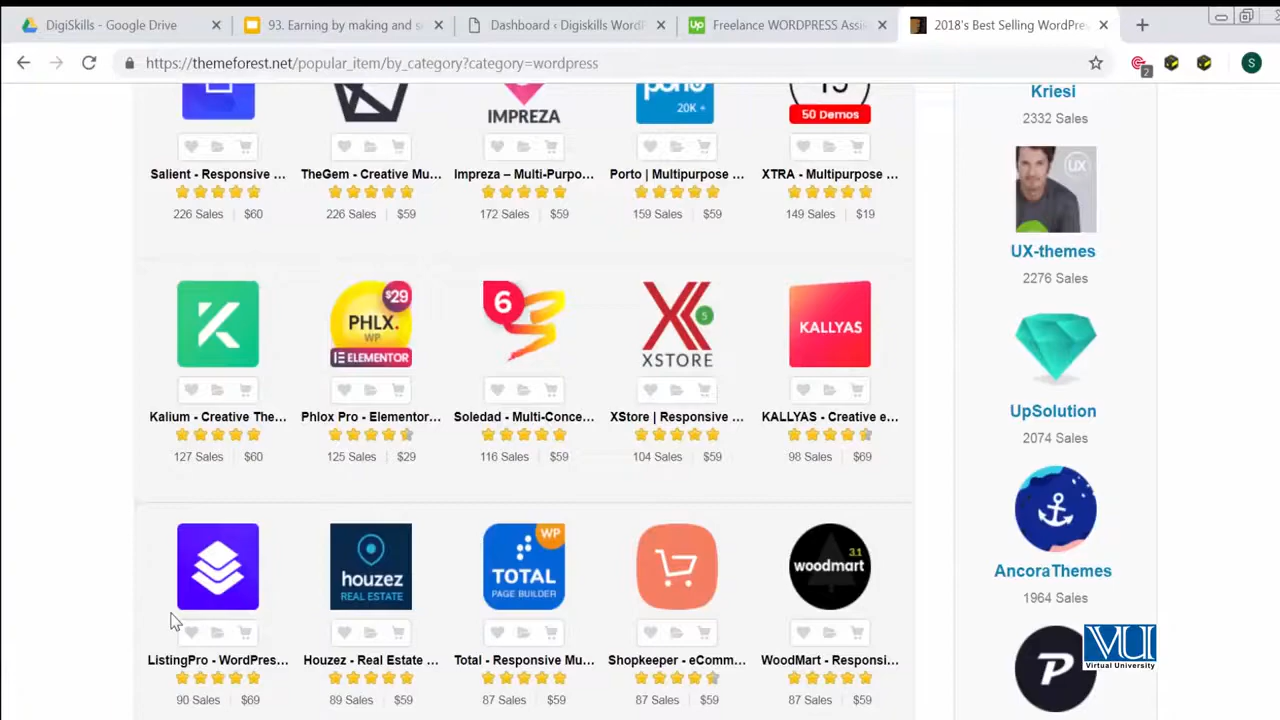 DigiSkills - Google Drive
93. Earning by making and s
Dashboard ‹ Digiskills WordP
Up Freelance WORDPRESS Assi
2018's Best Selling WordPre
https://themeforest.net/popular_item/by_category?category=wordpress
2
S
IMPREZA
20K +
50 Demos
Salient - Responsive ...
TheGem - Creative Mu...
Impreza – Multi-Purpo...
Porto | Multipurpose ...
XTRA - Multipurpose ...
226 Sales $60
226 Sales $59
172 Sales $59
159 Sales $59
149 Sales $19
$29
PHLX.
WP
ELEMENTOR
6
5
XSTORE
KALLYAS
Kalium - Creative The...
Phlox Pro - Elementor...
Soledad - Multi-Conce...
XStore | Responsive ...
KALLYAS - Creative e...
127 Sales $60
125 Sales $29
116 Sales $59
104 Sales $59
98 Sales $69
houzez
REAL ESTATE
WP
TOTAL
PAGE BUILDER
3.1
woodmart
ListingPro - WordPres...
Houzez - Real Estate ...
Total - Responsive Mu...
Shopkeeper - eComm...
WoodMart - Responsi...
90 Sales $69
89 Sales $59
87 Sales $59
87 Sales $59
87 Sales $59
Kriesi
2332 Sales
UX
UX-themes
2276 Sales
UpSolution
2074 Sales
AncoraThemes
1964 Sales
VU
Virtual University